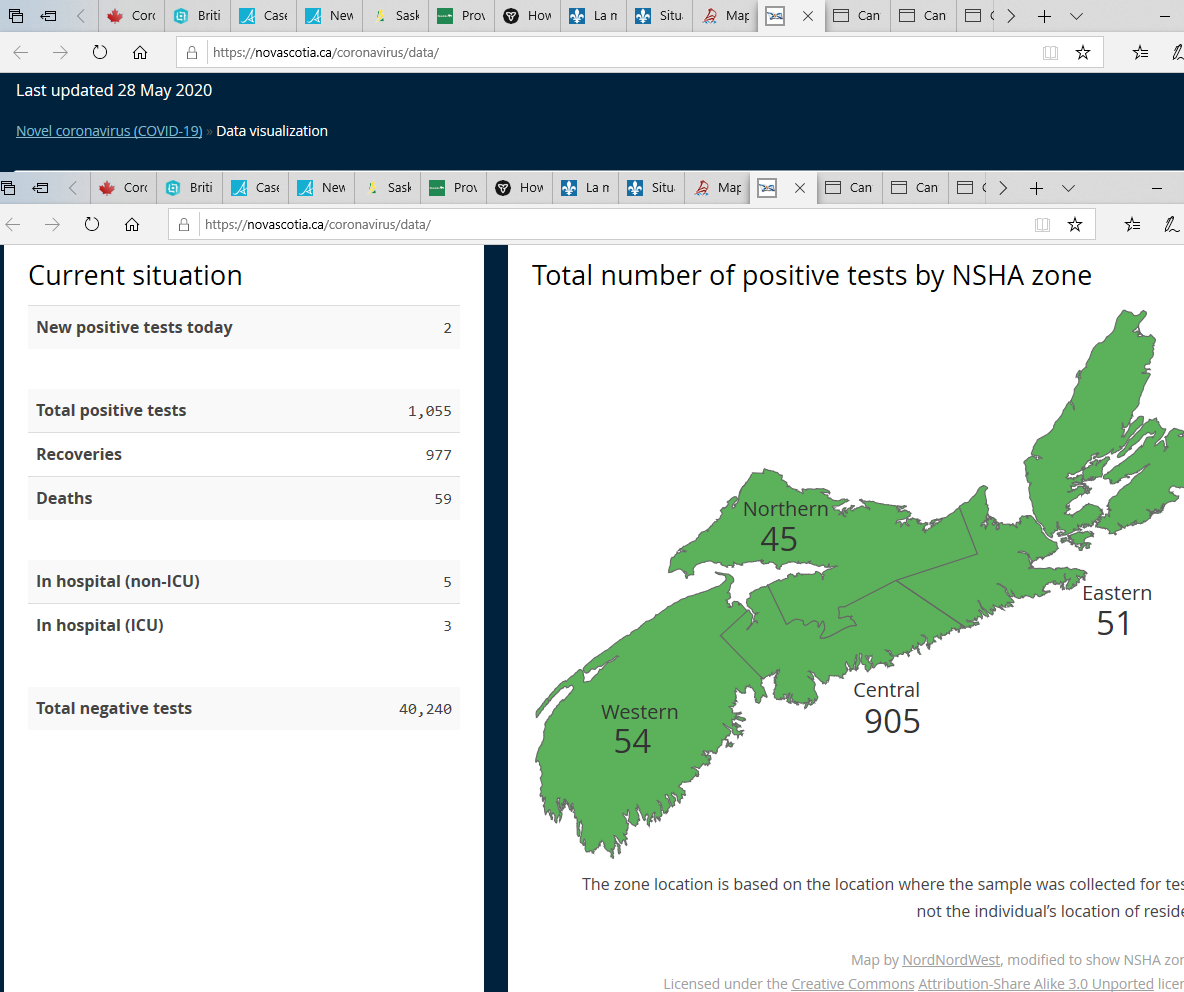 Corc
Briti
Case
New
Sask
Prov
How
La n
Situ
Map
Can
Can
C
https://novascotia.ca/coronavirus/data/
Last updated 28 May 2020
Novel coronavirus (COVID-19) » Data visualization
Corc
Briti
Case
New
Sask
Prov
How
La n
Situ
Map
Can
Can
C
https://novascotia.ca/coronavirus/data/
Current situation
New positive tests today 2
Total positive tests 1,055
Recoveries 977
Deaths 59
In hospital (non-ICU) 5
In hospital (ICU) 3
Total negative tests 40,240
Total number of positive tests by NSHA zone
Northern
45
Eastern
51
Central
905
Western
54
The zone location is based on the location where the sample was collected for tes
not the individual's location of reside
Map by NordNordWest, modified to show NSHA zor
Licensed under the Creative Commons Attribution-Share Alike 3.0 Unported licer